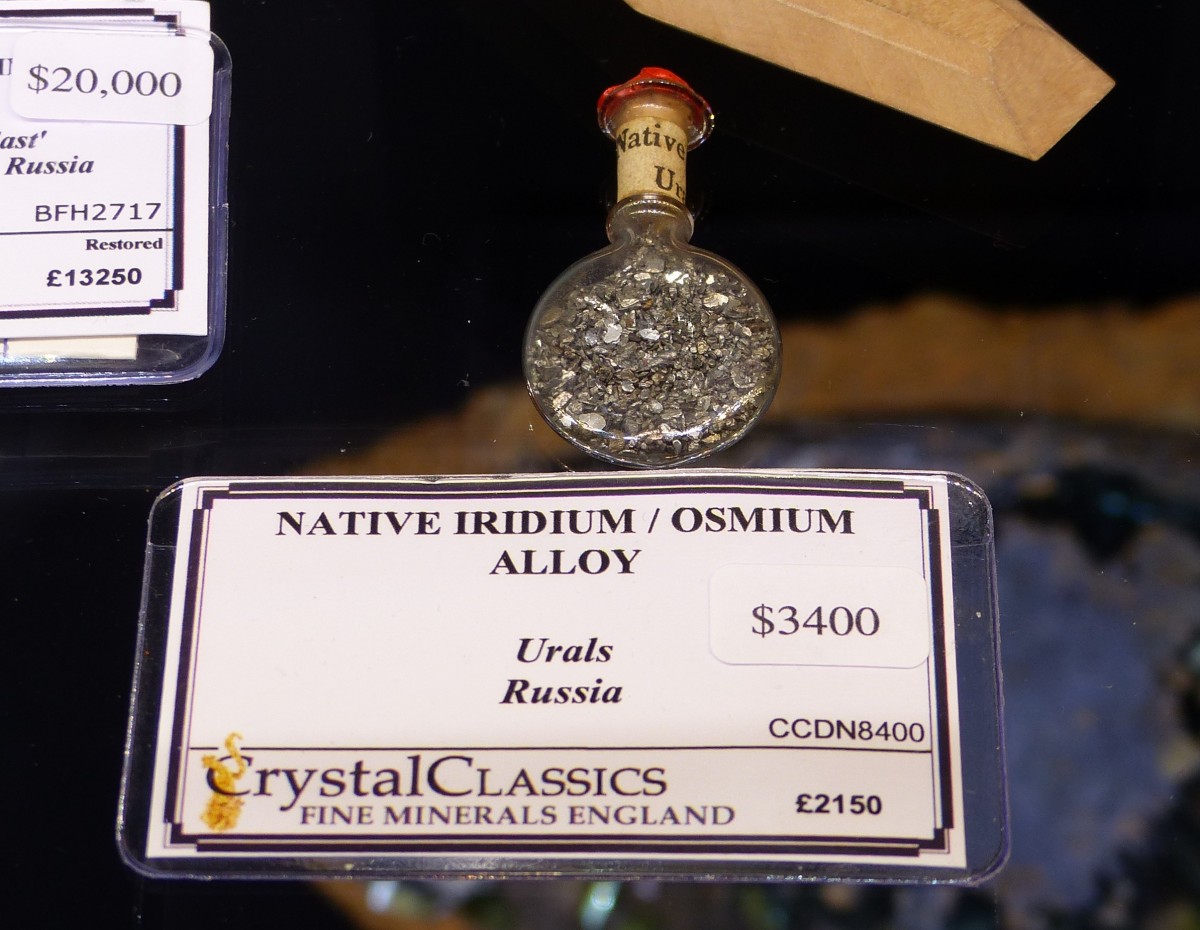 $20,000
Russia
BFH2717
Restored
£13250
Native
NATIVE IRIDIUM / OSMIUM
ALLOY
$3400
Urals
Russia
CCDN8400
CrystalClassics
FINE MINERALS ENGLAND
£2150